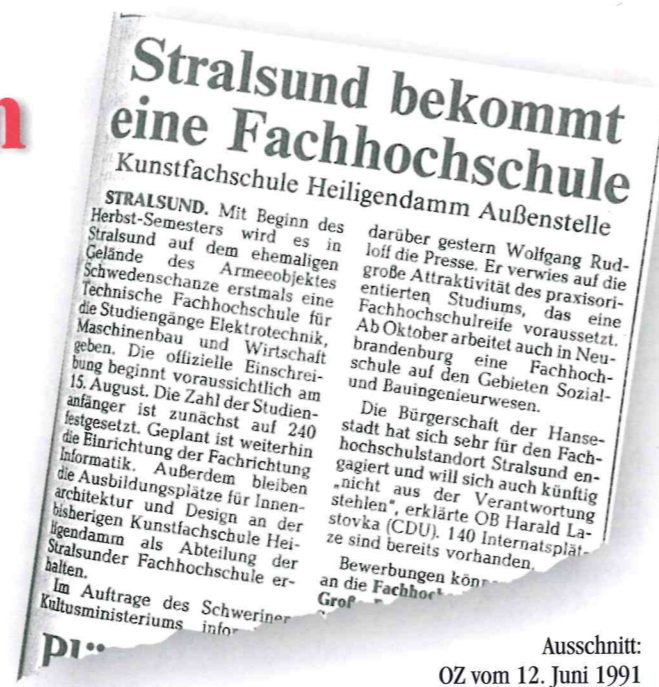 n
Stralsund bekommt
eine Fachhochschule
Kunstfachschule Heiligendamm Außenstelle
STRALSUND. Mit Beginn des
Herbst-Semesters wird es in
Stralsund auf dem ehemaligen
Gelände des Armeeobjektes
Schwedenschanze erstmals eine
Technische Fachhochschule für
die Studiengänge Elektrotechnik,
Maschinenbau und Wirtschaft
geben. Die offizielle Einschrei-
bung beginnt voraussichtlich am
15. August. Die Zahl der Studien-
anfänger ist zunächst auf 240
festgesetzt. Geplant ist weiterhin
die Einrichtung der Fachrichtung
Informatik. Außerdem bleiben
die Ausbildungsplätze für Innen-
architektur und Design an der
bisherigen Kunstfachschule Hei-
ligendamm als Abteilung der
Stralsunder Fachhochschule er-
halten.
Im Auftrage des Schweriner
Kultusministeriums infor
darüber gestern Wolfgang Rud-
loff die Presse. Er verwies auf die
große Attraktivität des praxisori-
entierten Studiums, das eine
Fachhochschulreife voraussetzt.
Ab Oktober arbeitet auch in Neu-
brandenburg eine Fachhoch-
schule auf den Gebieten Sozial-
und Bauingenieurwesen.
Die Bürgerschaft der Hanse-
stadt hat sich sehr für den Fach-
hochschulstandort Stralsund en-
gagiert und will sich auch künftig
„nicht aus der Verantwortung
stehlen“, erklärte OB Harald La-
stovka (CDU). 140 Internatsplät-
ze sind bereits vorhanden.
Bewerbungen könn
an die Fachhoch
Große
Ausschnitt:
OZ vom 12. Juni 1991